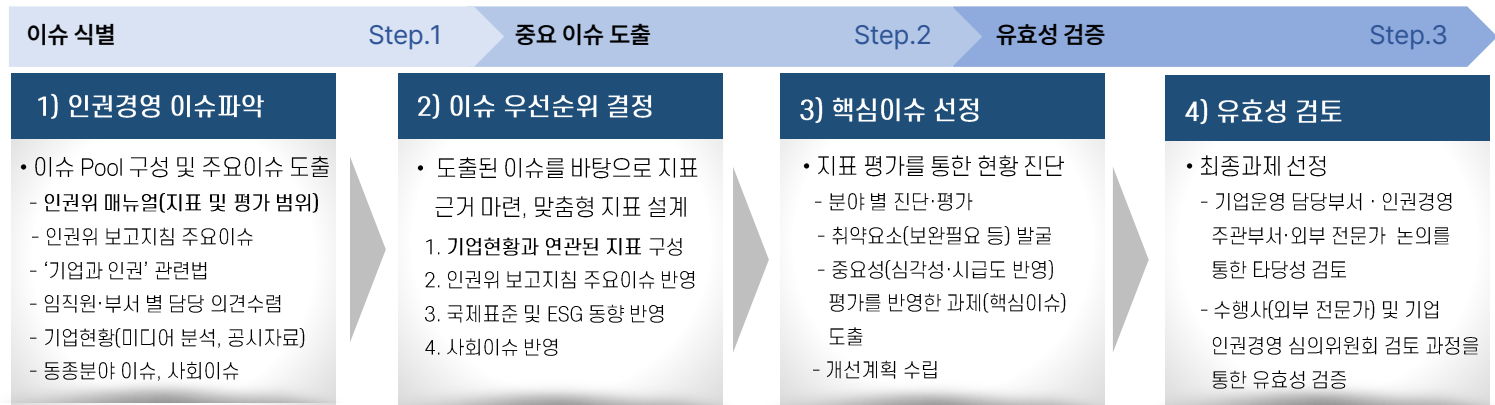 이슈 식별 Step.1
중요 이슈 도출 Step.2
유효성 검증 Step.3
1) 인권경영 이슈파악
• 이슈 Pool 구성 및 주요이슈 도출
- 인권위 매뉴얼(지표 및 평가 범위)
- 인권위 보고지침 주요이슈
- ‘기업과 인권’ 관련법
- 임직원·부서 별 담당 의견수렴
- 기업현황(미디어 분석, 공시자료)
- 동종분야 이슈, 사회이슈
2) 이슈 우선순위 결정
• 도출된 이슈를 바탕으로 지표
근거 마련, 맞춤형 지표 설계
1. 기업현황과 연관된 지표 구성
2. 인권위 보고지침 주요이슈 반영
3. 국제표준 및 ESG 동향 반영
4. 사회이슈 반영
3) 핵심이슈 선정
• 지표 평가를 통한 현황 진단
- 분야 별 진단·평가
- 취약요소(보완필요 등) 발굴
- 중요성(심각성·시급도 반영)
평가를 반영한 과제(핵심이슈)
도출
- 개선계획 수립
4) 유효성 검토
• 최종과제 선정
- 기업운영 담당부서 · 인권경영
주관부서·외부 전문가 논의를
통한 타당성 검토
- 수행사(외부 전문가) 및 기업
인권경영 심의위원회 검토 과정을
통한 유효성 검증